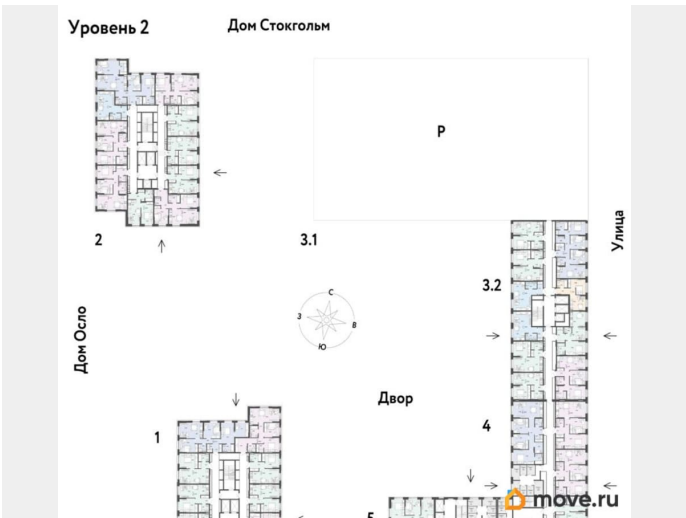 Уровень 2
Дом Стокгольм
P
2
3.1
Улица
3.2
С
З
В
Ю
Дом Осло
Двор
1
4
5
move.ru